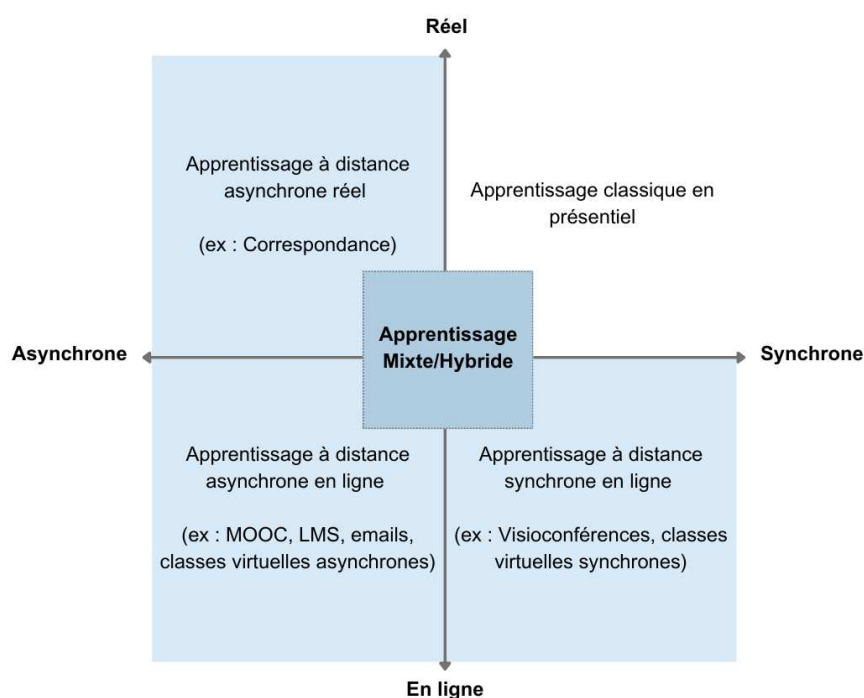 Réel
Apprentissage à distance
asynchrone réel
(ex : Correspondance)
Apprentissage classique en
présentiel
Apprentissage
Mixte/Hybride
Asynchrone
Synchrone
Apprentissage à distance
asynchrone en ligne
(ex : MOOC, LMS, emails,
classes virtuelles asynchrones)
Apprentissage à distance
synchrone en ligne
(ex : Visioconférences, classes
virtuelles synchrones)
En ligne